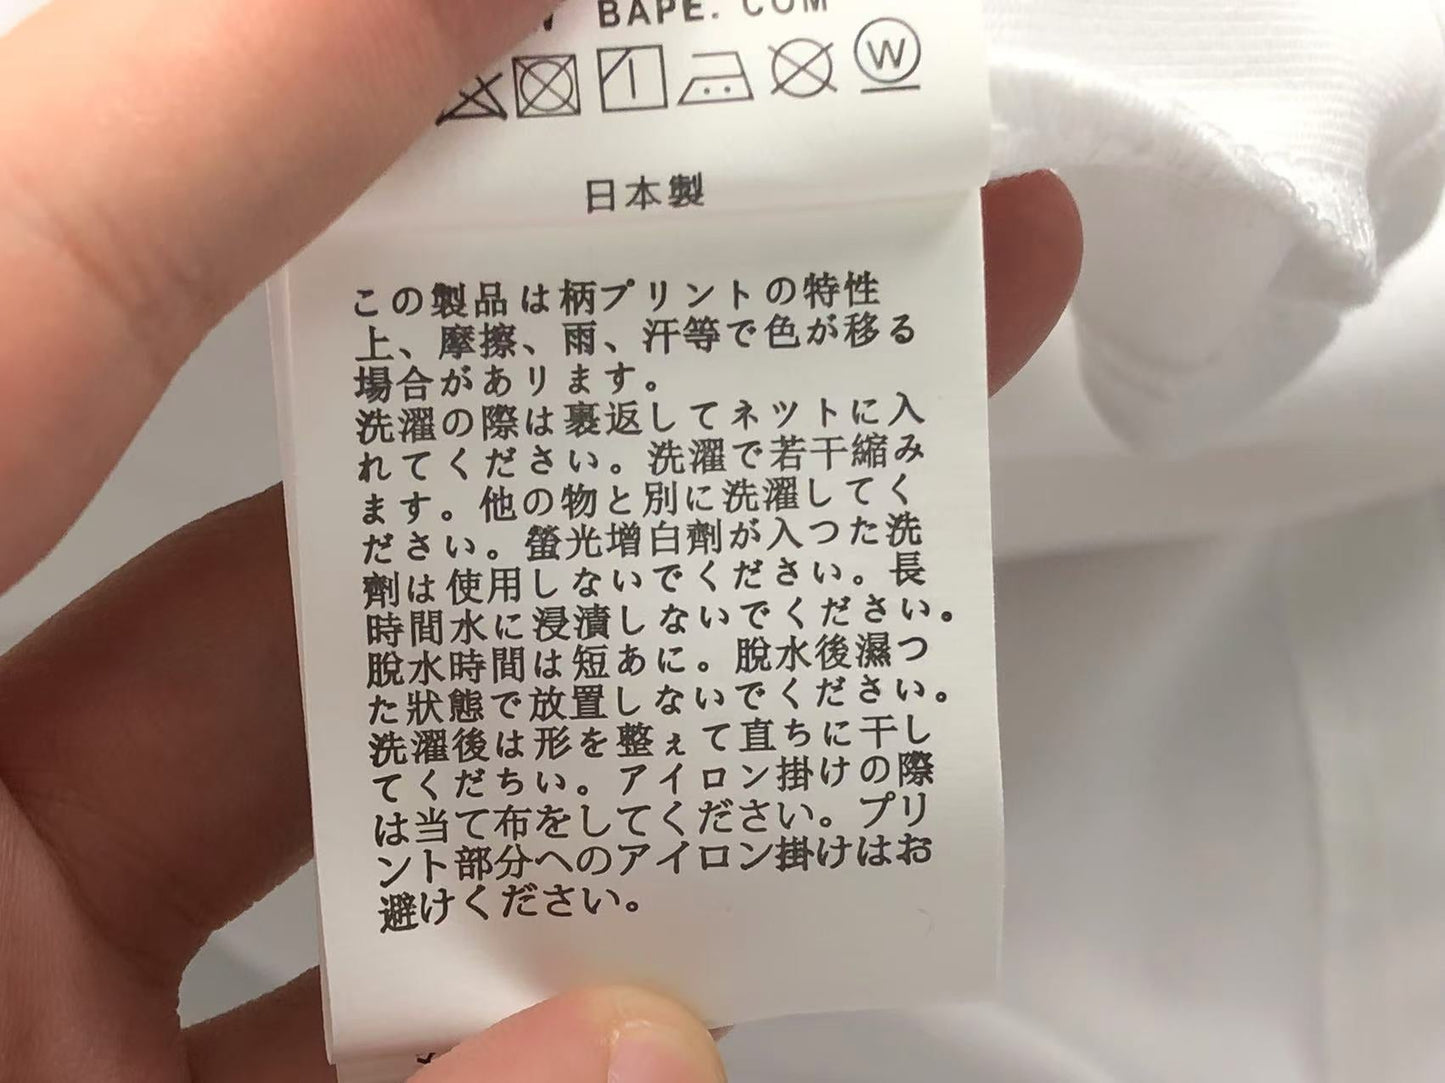 BAPE. COM
W
日本製
この製品は柄プリントの特性
上、摩擦、雨、汗等で色が移る
場合があリます。
洗濯の際は裏返してネツトに入
れてください。洗濯で若干縮み
ます。他の物と別に洗濯してく
ださい。螢光增白劑が入つた洗
劑は使用しないでください。長
時間水に浸漬しないでください。
脫水時間は短あに。脫水後濕つ
た狀態で放置しないでください。
洗濯後は形を整ぇて直ちに干し
てくだちい。アイロン掛けの際
は当て布をしてください。プリ
ント部分へのアイロン掛けはお
避けください。